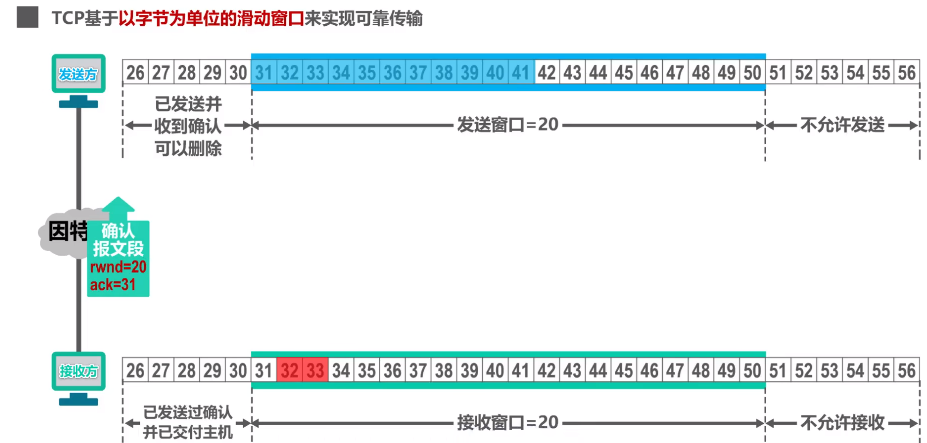 TCP基于以字节为单位的滑动窗口来实现可靠传输
发送方
26 27 28 29 30 31 32 33 34 35 36 37 38 39 40 41 42 43 44 45 46 47 48 49 50 51 52 53 54 55 56
已发送并
收到确认
可以删除
发送窗口=20
不允许发送
因特
确认
报文段
rwnd=20
ack=31
接收方
26 27 28 29 30 31 32 33 34 35 36 37 38 39 40 41 42 43 44 45 46 47 48 49 50 51 52 53 54 55 56
已发送过确认
并已交付主机
接收窗口=20
不允许接收